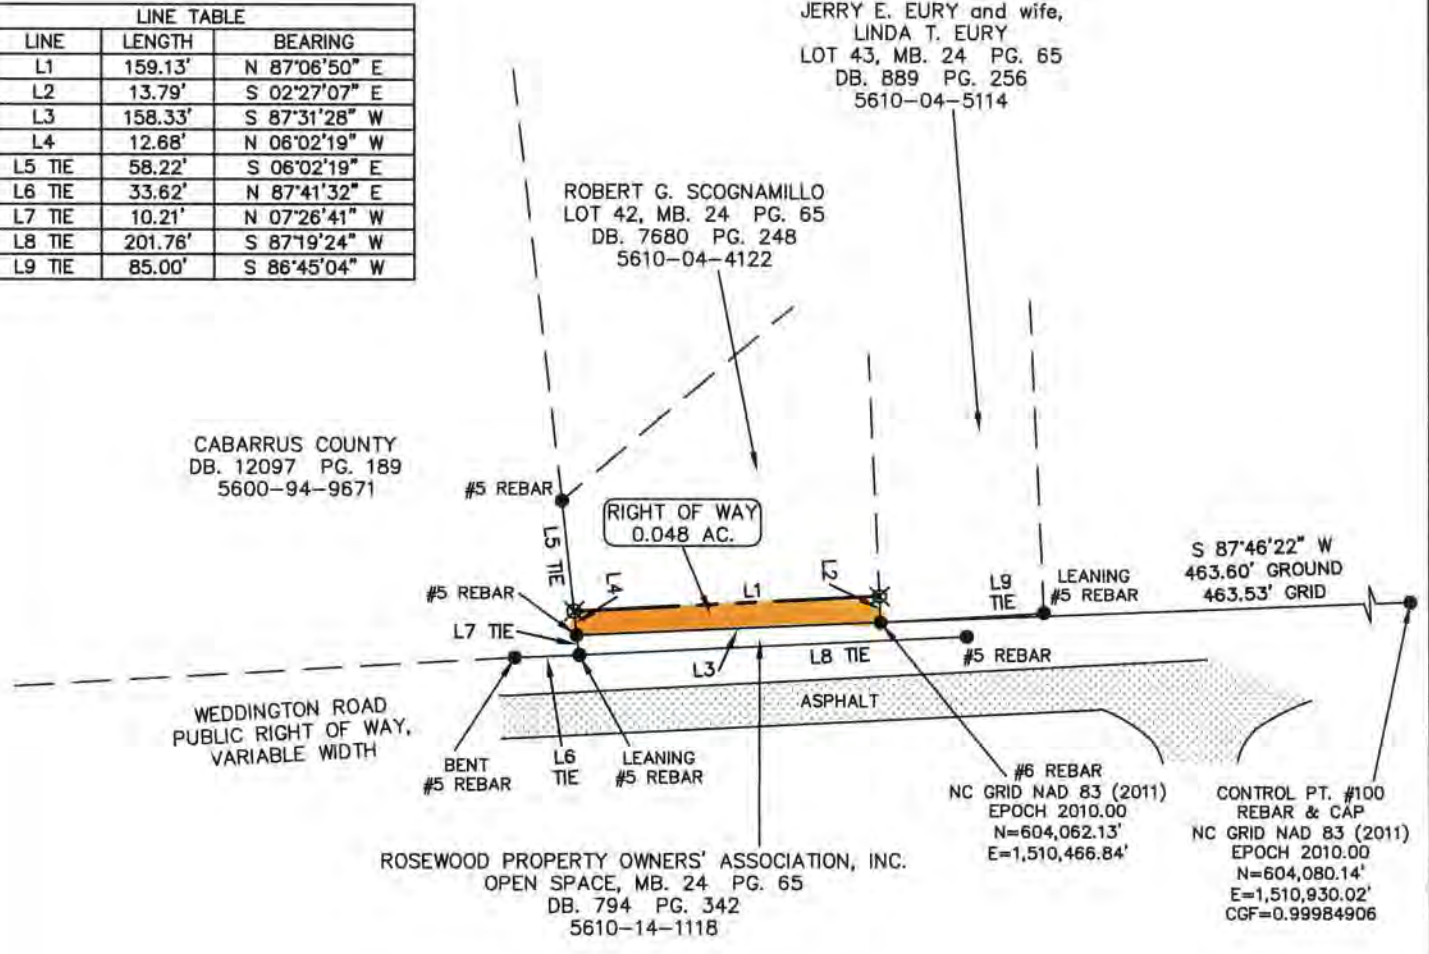 LINE TABLE
LINE LENGTH BEARING
L1 159.13' N 87°06'50" E
L2 13.79' S 02°27'07" E
L3 158.33' S 87°31'28" W
L4 12.68' N 06°02'19" W
L5 TIE 58.22' S 06°02'19" E
L6 TIE 33.62' N 87°41'32" E
L7 TIE 10.21' N 07°26'41" W
L8 TIE 201.76' S 87°19'24" W
L9 TIE 85.00' S 86°45'04" W
JERRY E. EURY and wife,
LINDA T. EURY
LOT 43, MB. 24 PG. 65
DB. 889 PG. 256
5610-04-5114
ROBERT G. SCOGNAMILLO
LOT 42, MB. 24 PG. 65
DB. 7680 PG. 248
5610-04-4122
CABARRUS COUNTY
DB. 12097 PG. 189
5600-94-9671
#5 REBAR
RIGHT OF WAY
0.048 AC.
L5 TIE
L4
L1
L2
L9
TIE
LEANING
#5 REBAR
S 87°46'22" W
463.60' GROUND
463.53' GRID
#5 REBAR
L7 TIE
L3
L8 TIE
#5 REBAR
ASPHALT
WEDDINGTON ROAD
PUBLIC RIGHT OF WAY,
VARIABLE WIDTH
BENT
#5 REBAR
L6
TIE
LEANING
#5 REBAR
#6 REBAR
NC GRID NAD 83 (2011)
EPOCH 2010.00
N=604,062.13'
E=1,510,466.84'
CONTROL PT. #100
REBAR & CAP
NC GRID NAD 83 (2011)
EPOCH 2010.00
N=604,080.14'
E=1,510,930.02'
CGF=0.99984906
ROSEWOOD PROPERTY OWNERS' ASSOCIATION, INC.
OPEN SPACE, MB. 24 PG. 65
DB. 794 PG. 342
5610-14-1118